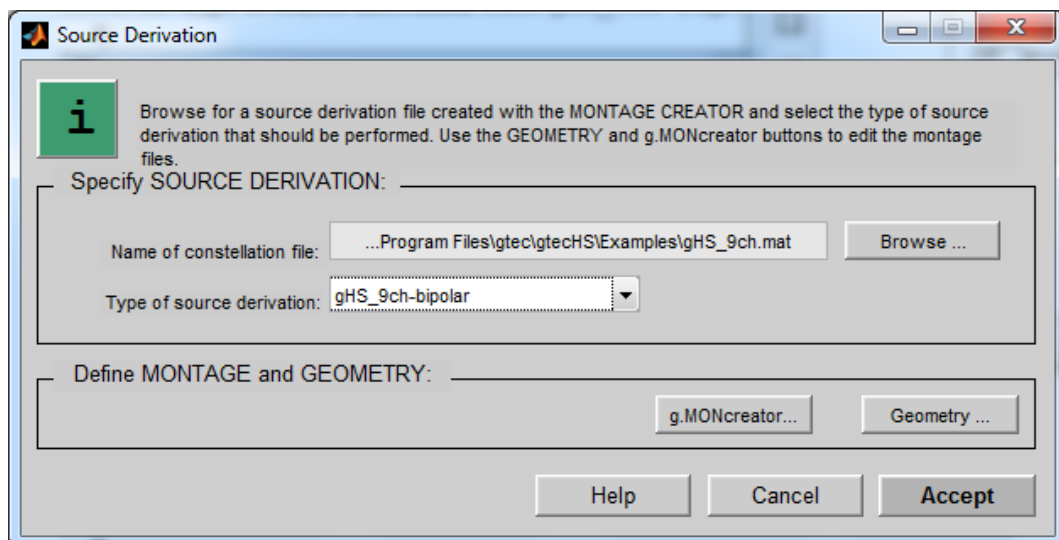 Source Derivation
i
Browse for a source derivation file created with the MONTAGE CREATOR and select the type of source
derivation that should be performed. Use the GEOMETRY and g.MONcreator buttons to edit the montage
files.
Specify SOURCE DERIVATION:
Name of constellation file: ...Program Files\gtec\gtecHS\Examples\gHS_9ch.mat Browse ...
Type of source derivation: gHS_9ch-bipolar
Define MONTAGE and GEOMETRY:
g.MONcreator... Geometry ...
Help Cancel Accept